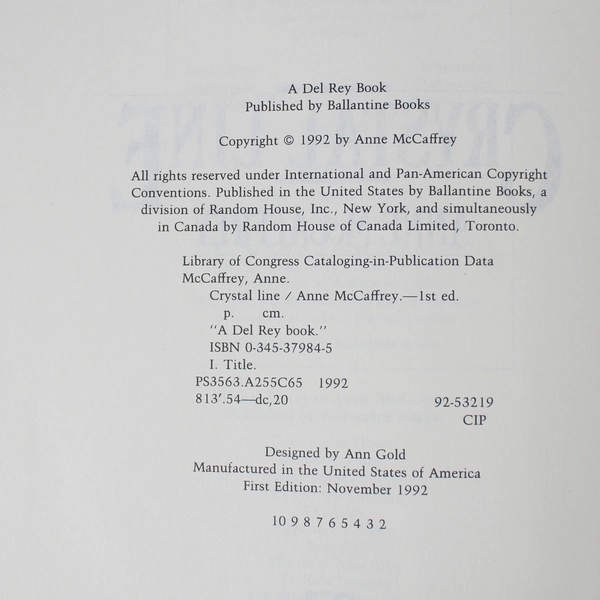 A Del Rey Book
Published by Ballantine Books
Copyright © 1992 by Anne McCaffrey
All rights reserved under International and Pan-American Copyright
Conventions. Published in the United States by Ballantine Books, a
division of Random House, Inc., New York, and simultaneously
in Canada by Random House of Canada Limited, Toronto.
Library of Congress Cataloging-in-Publication Data
McCaffrey, Anne.
Crystal line / Anne McCaffrey.—1st ed.
p. cm.
"A Del Rey book."
ISBN 0-345-37984-5
I. Title.
PS3563.A255C65 1992
813'.54—dc,20 92-53219
CIP
Designed by Ann Gold
Manufactured in the United States of America
First Edition: November 1992
10 9 8 7 6 5 4 3 2